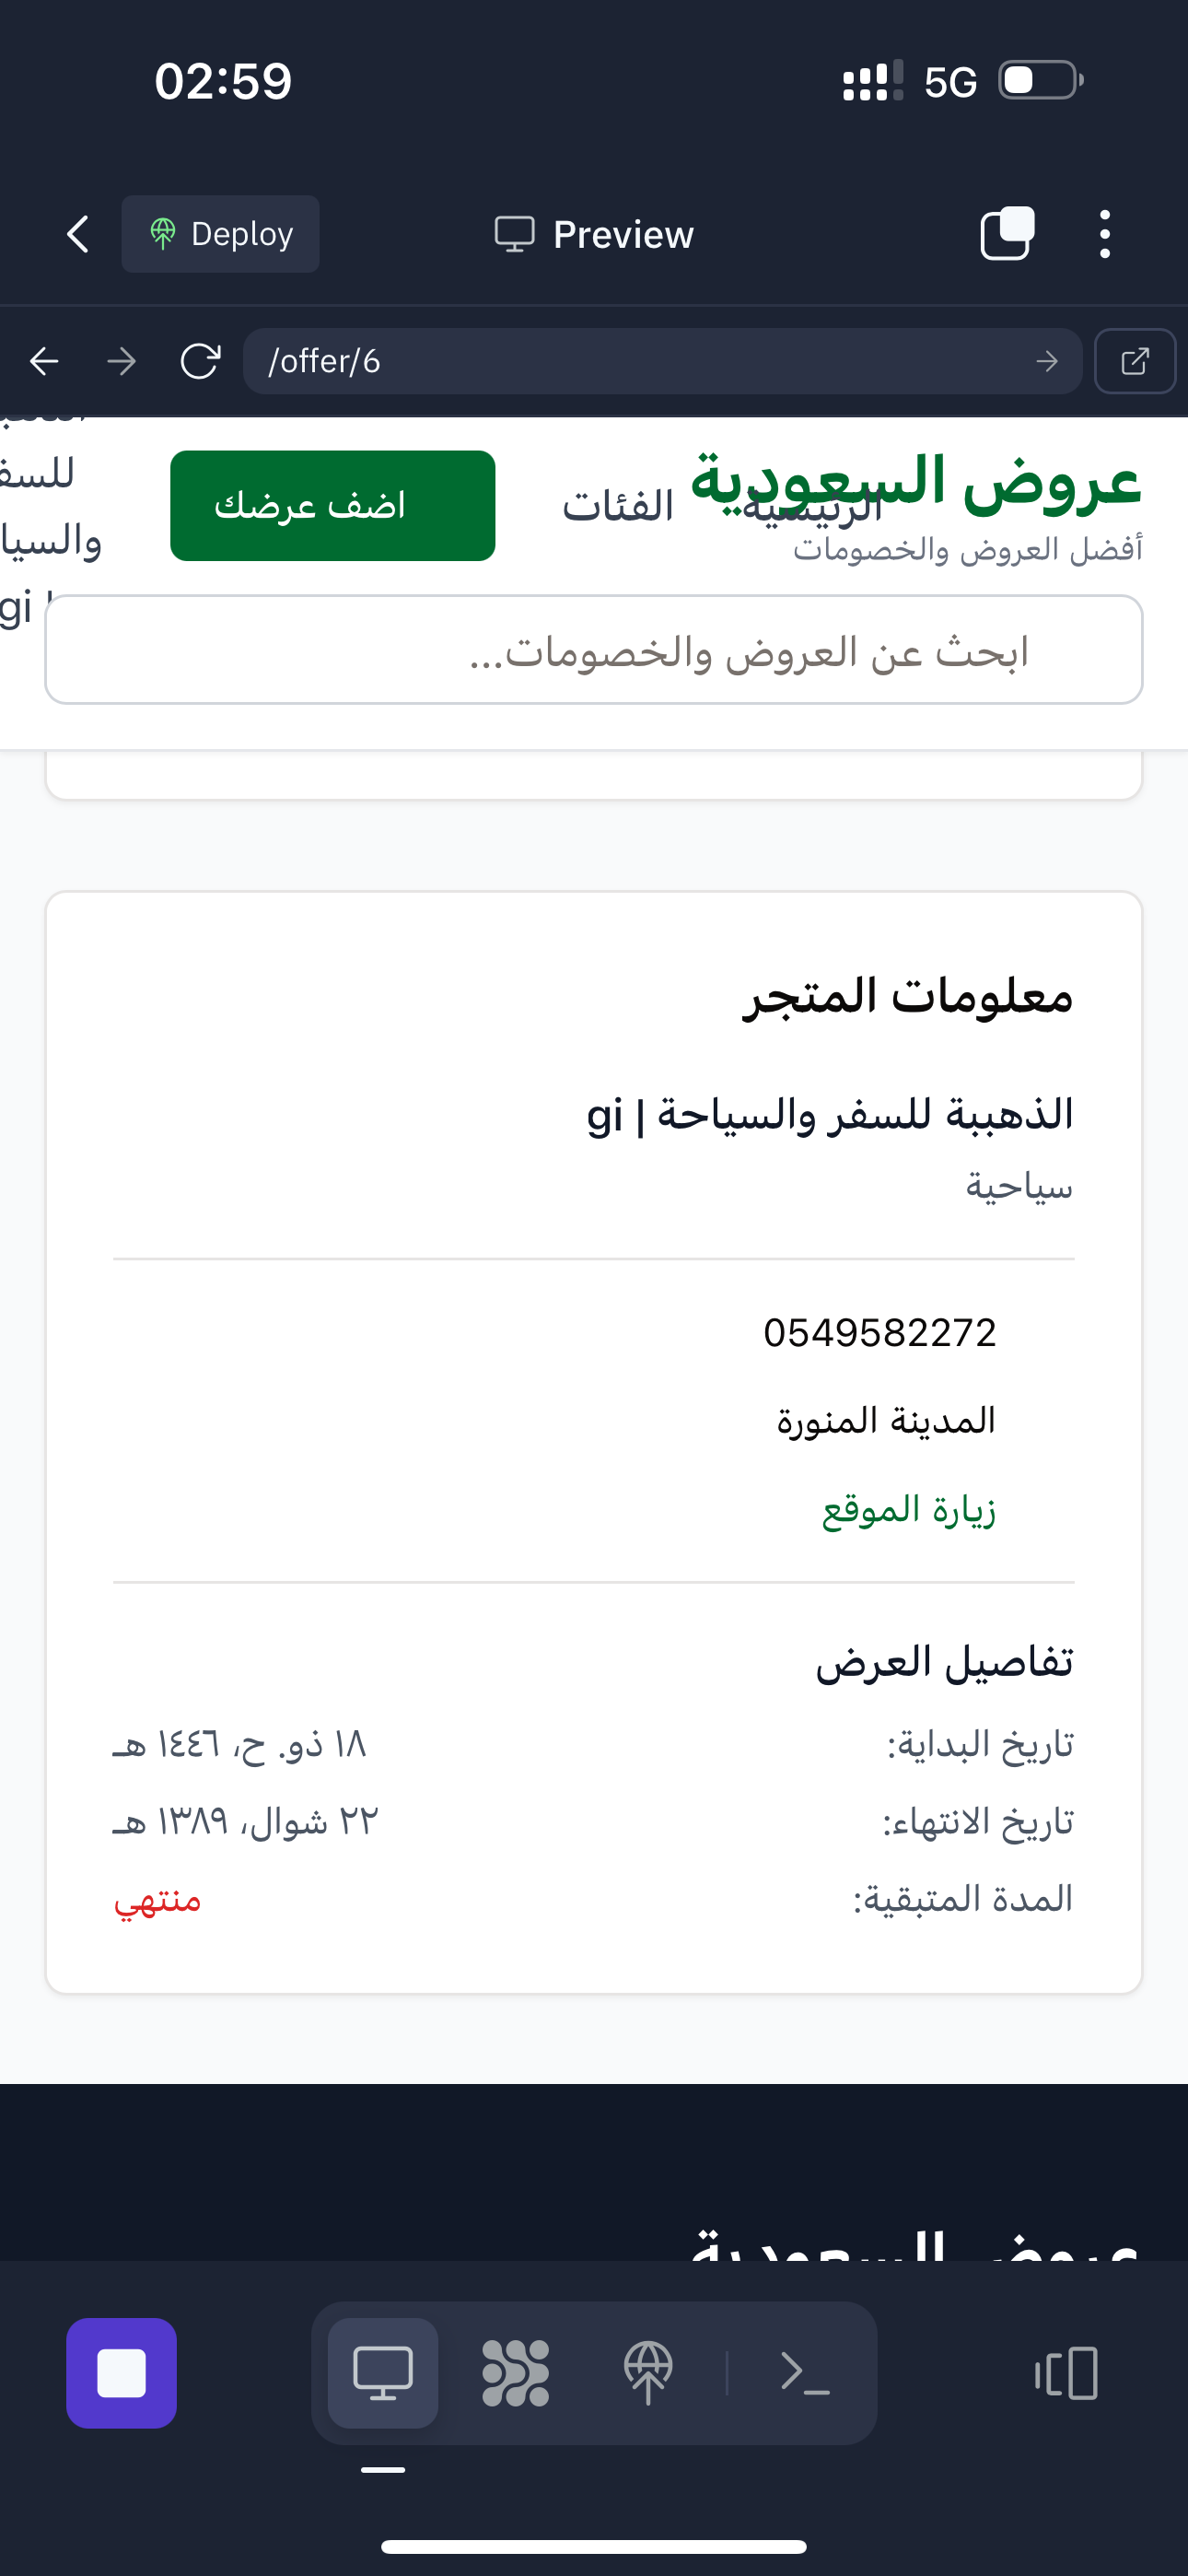 02:59
5G
Deploy
Preview
/offer/6
عروض السعودية
الرئيسية
الفئات
اضف عرضك
أفضل العروض والخصومات
للسف
والسيا
gi |
ابحث عن العروض والخصومات...
معلومات المتجر
الذهبية للسفر والسياحة | gi
سياحية
0549582272
المدينة المنورة
زيارة الموقع
تفاصيل العرض
تاريخ البداية: ١٨ ذو. ح، ١٤٤٦ هـ
تاريخ الانتهاء: ٢٢ شوال، ١٣٨٩ هـ
المدة المتبقية: منتهي
عروض السعودية